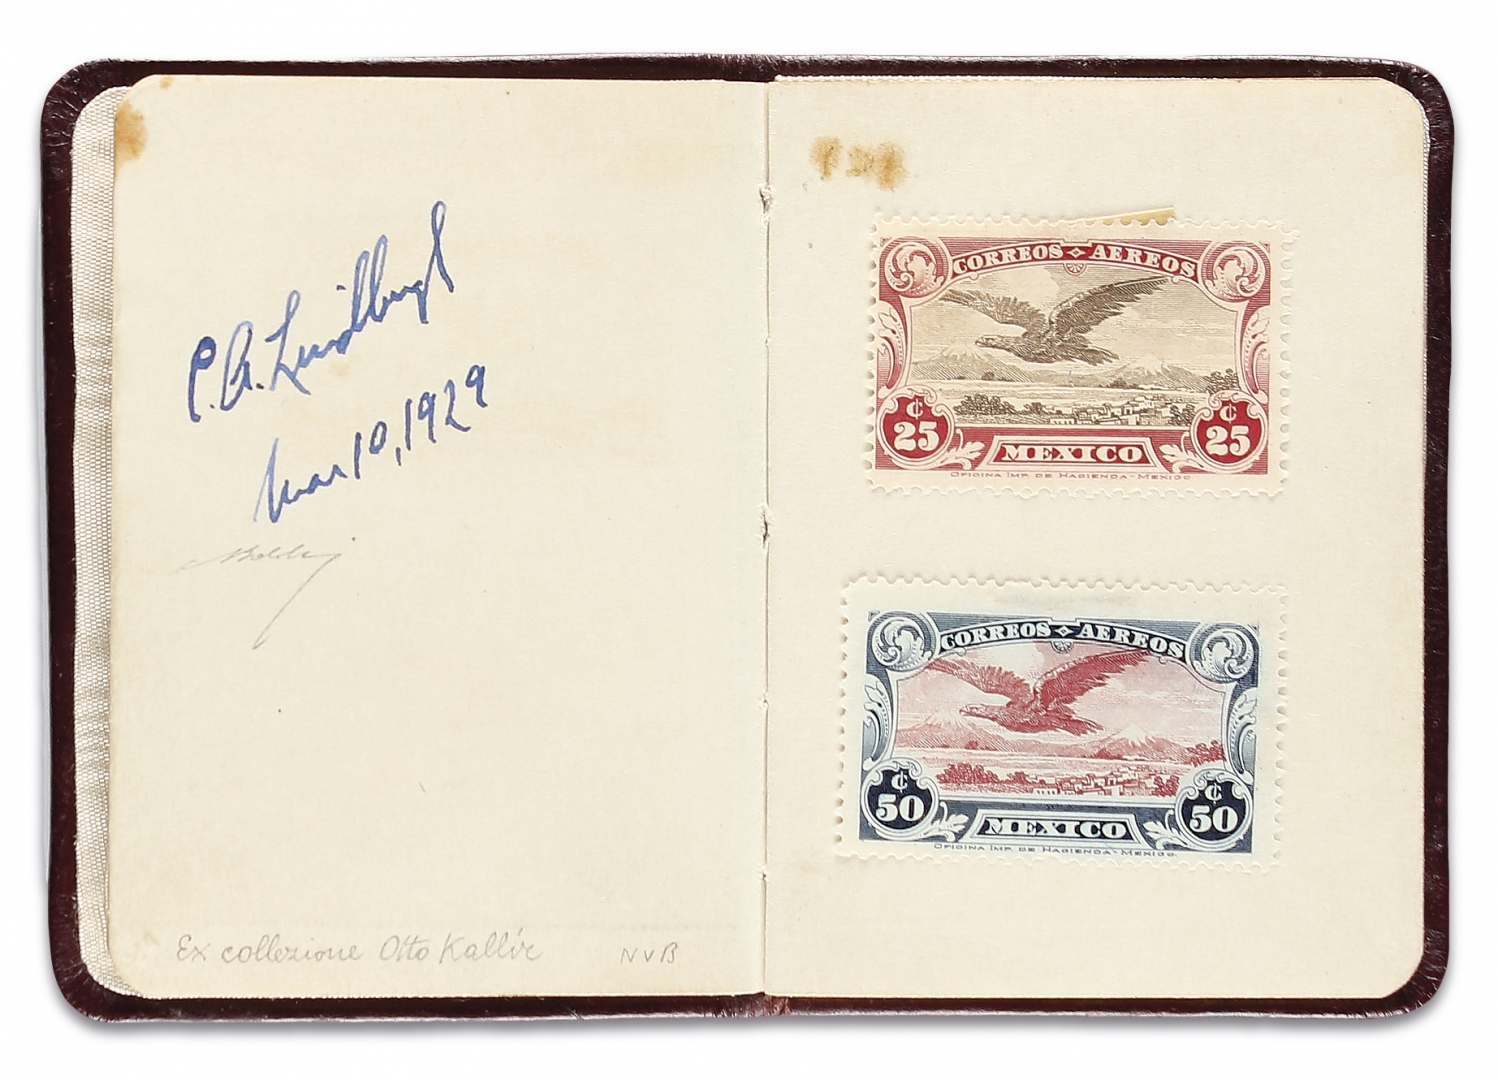 C.A. Lindbergh
Mar 10, 1929
Ex collezione Otto Kallir NVB
CORREOS AEREOS
¢ 25 ¢ 25
MEXICO
OFICINA IMP. DE HACIENDA-MEXICO
CORREOS AEREOS
¢ 50 ¢ 50
MEXICO
OFICINA IMP. DE HACIENDA-MEXICO.